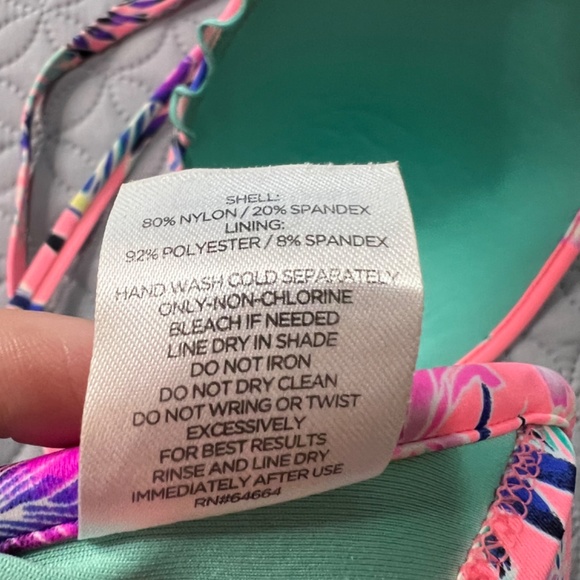 SHELL:
80% NYLON / 20% SPANDEX
LINING:
92% POLYESTER / 8% SPANDEX
HAND WASH COLD SEPARATELY
ONLY-NON-CHLORINE
BLEACH IF NEEDED
LINE DRY IN SHADE
DO NOT IRON
DO NOT DRY CLEAN
DO NOT WRING OR TWIST
EXCESSIVELY
FOR BEST RESULTS
RINSE AND LINE DRY
IMMEDIATELY AFTER USE
RN#64664